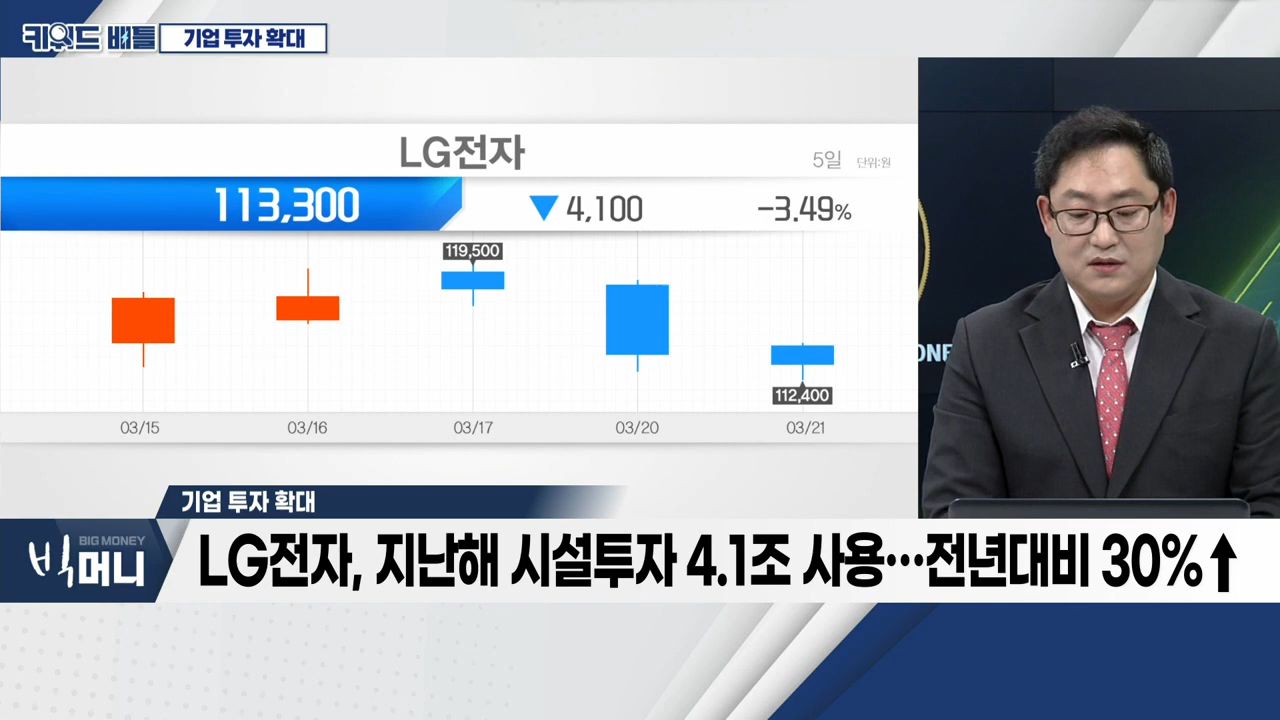 키워드 배틀 기업 투자 확대
LG전자
5일 단위:원
113,300 ▼ 4,100 -3.49%
119,500
112,400
03/15 03/16 03/17 03/20 03/21
ONE
기업 투자 확대
BIG MONEY
빅머니
LG전자, 지난해 시설투자 4.1조 사용…전년대비 30%↑